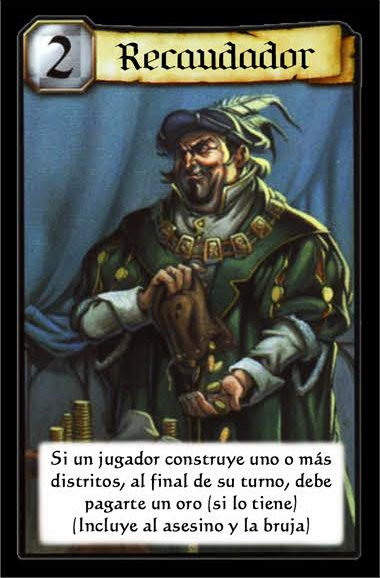 2
Recaudador
Si un jugador construye uno o más
distritos, al final de su turno, debe
pagarte un oro (si lo tiene)
(Incluye al asesino y la bruja)